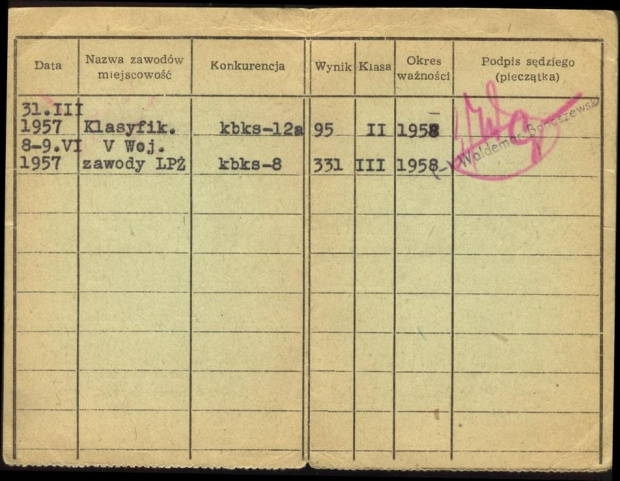 Data Nazwa zawodów miejscowość Konkurencja Wynik Klasa Okres ważności Podpis sędziego (pieczątka)
31.III
1957 Klasyfik. kbks-12a 95 II 1958
8-9.VI V Woj.
1957 zawody LPŻ kbks-8 331 III 1958
(-) Waldemar